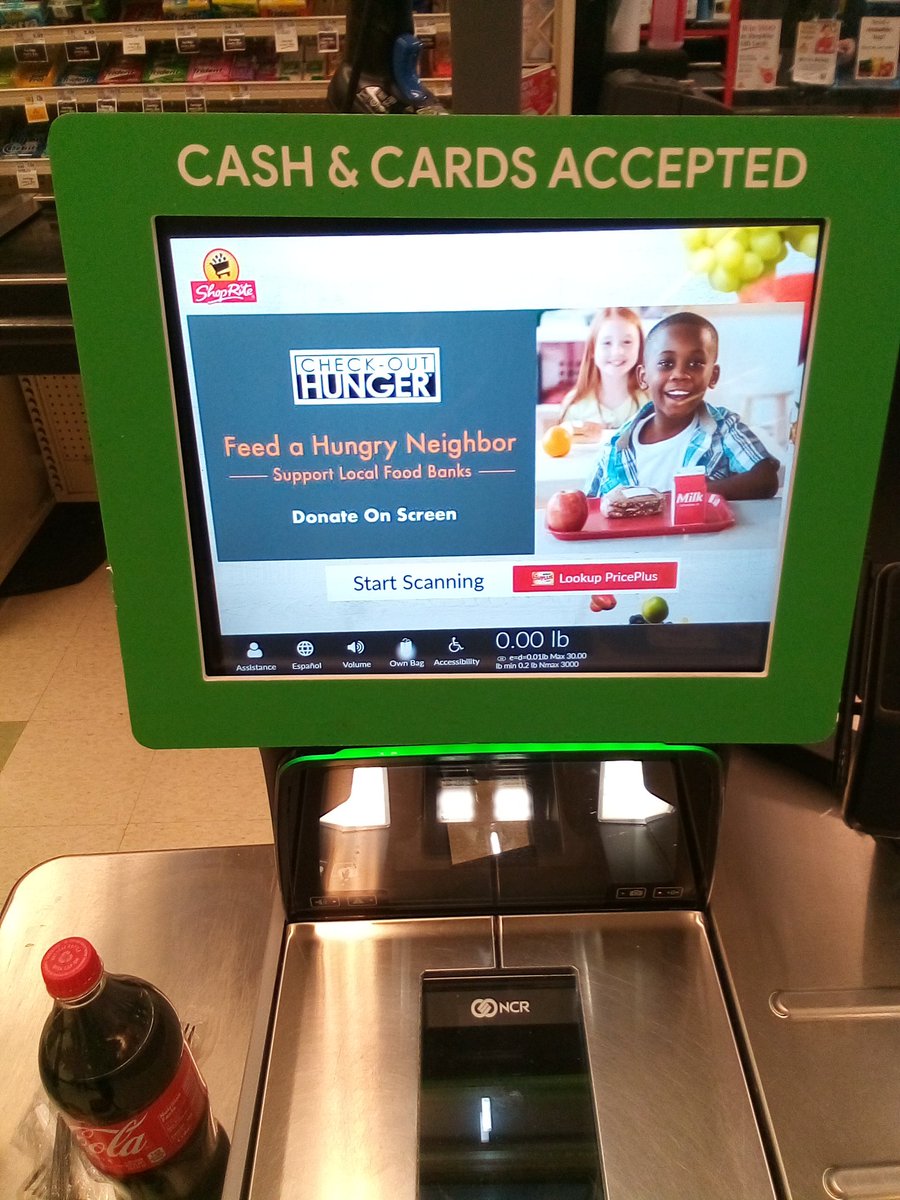 CASH & CARDS ACCEPTED
ShopRite
CHECK-OUT
HUNGER
Feed a Hungry Neighbor
Support Local Food Banks
Donate On Screen
Milk
Start Scanning
Lookup PricePlus
Assistance
Español
Volume
Own Bag
Accessibility
0.00 lb
e=d=0.01lb Max 30.00
lb min 0.2 lb Nmax 3000
NCR
Cola